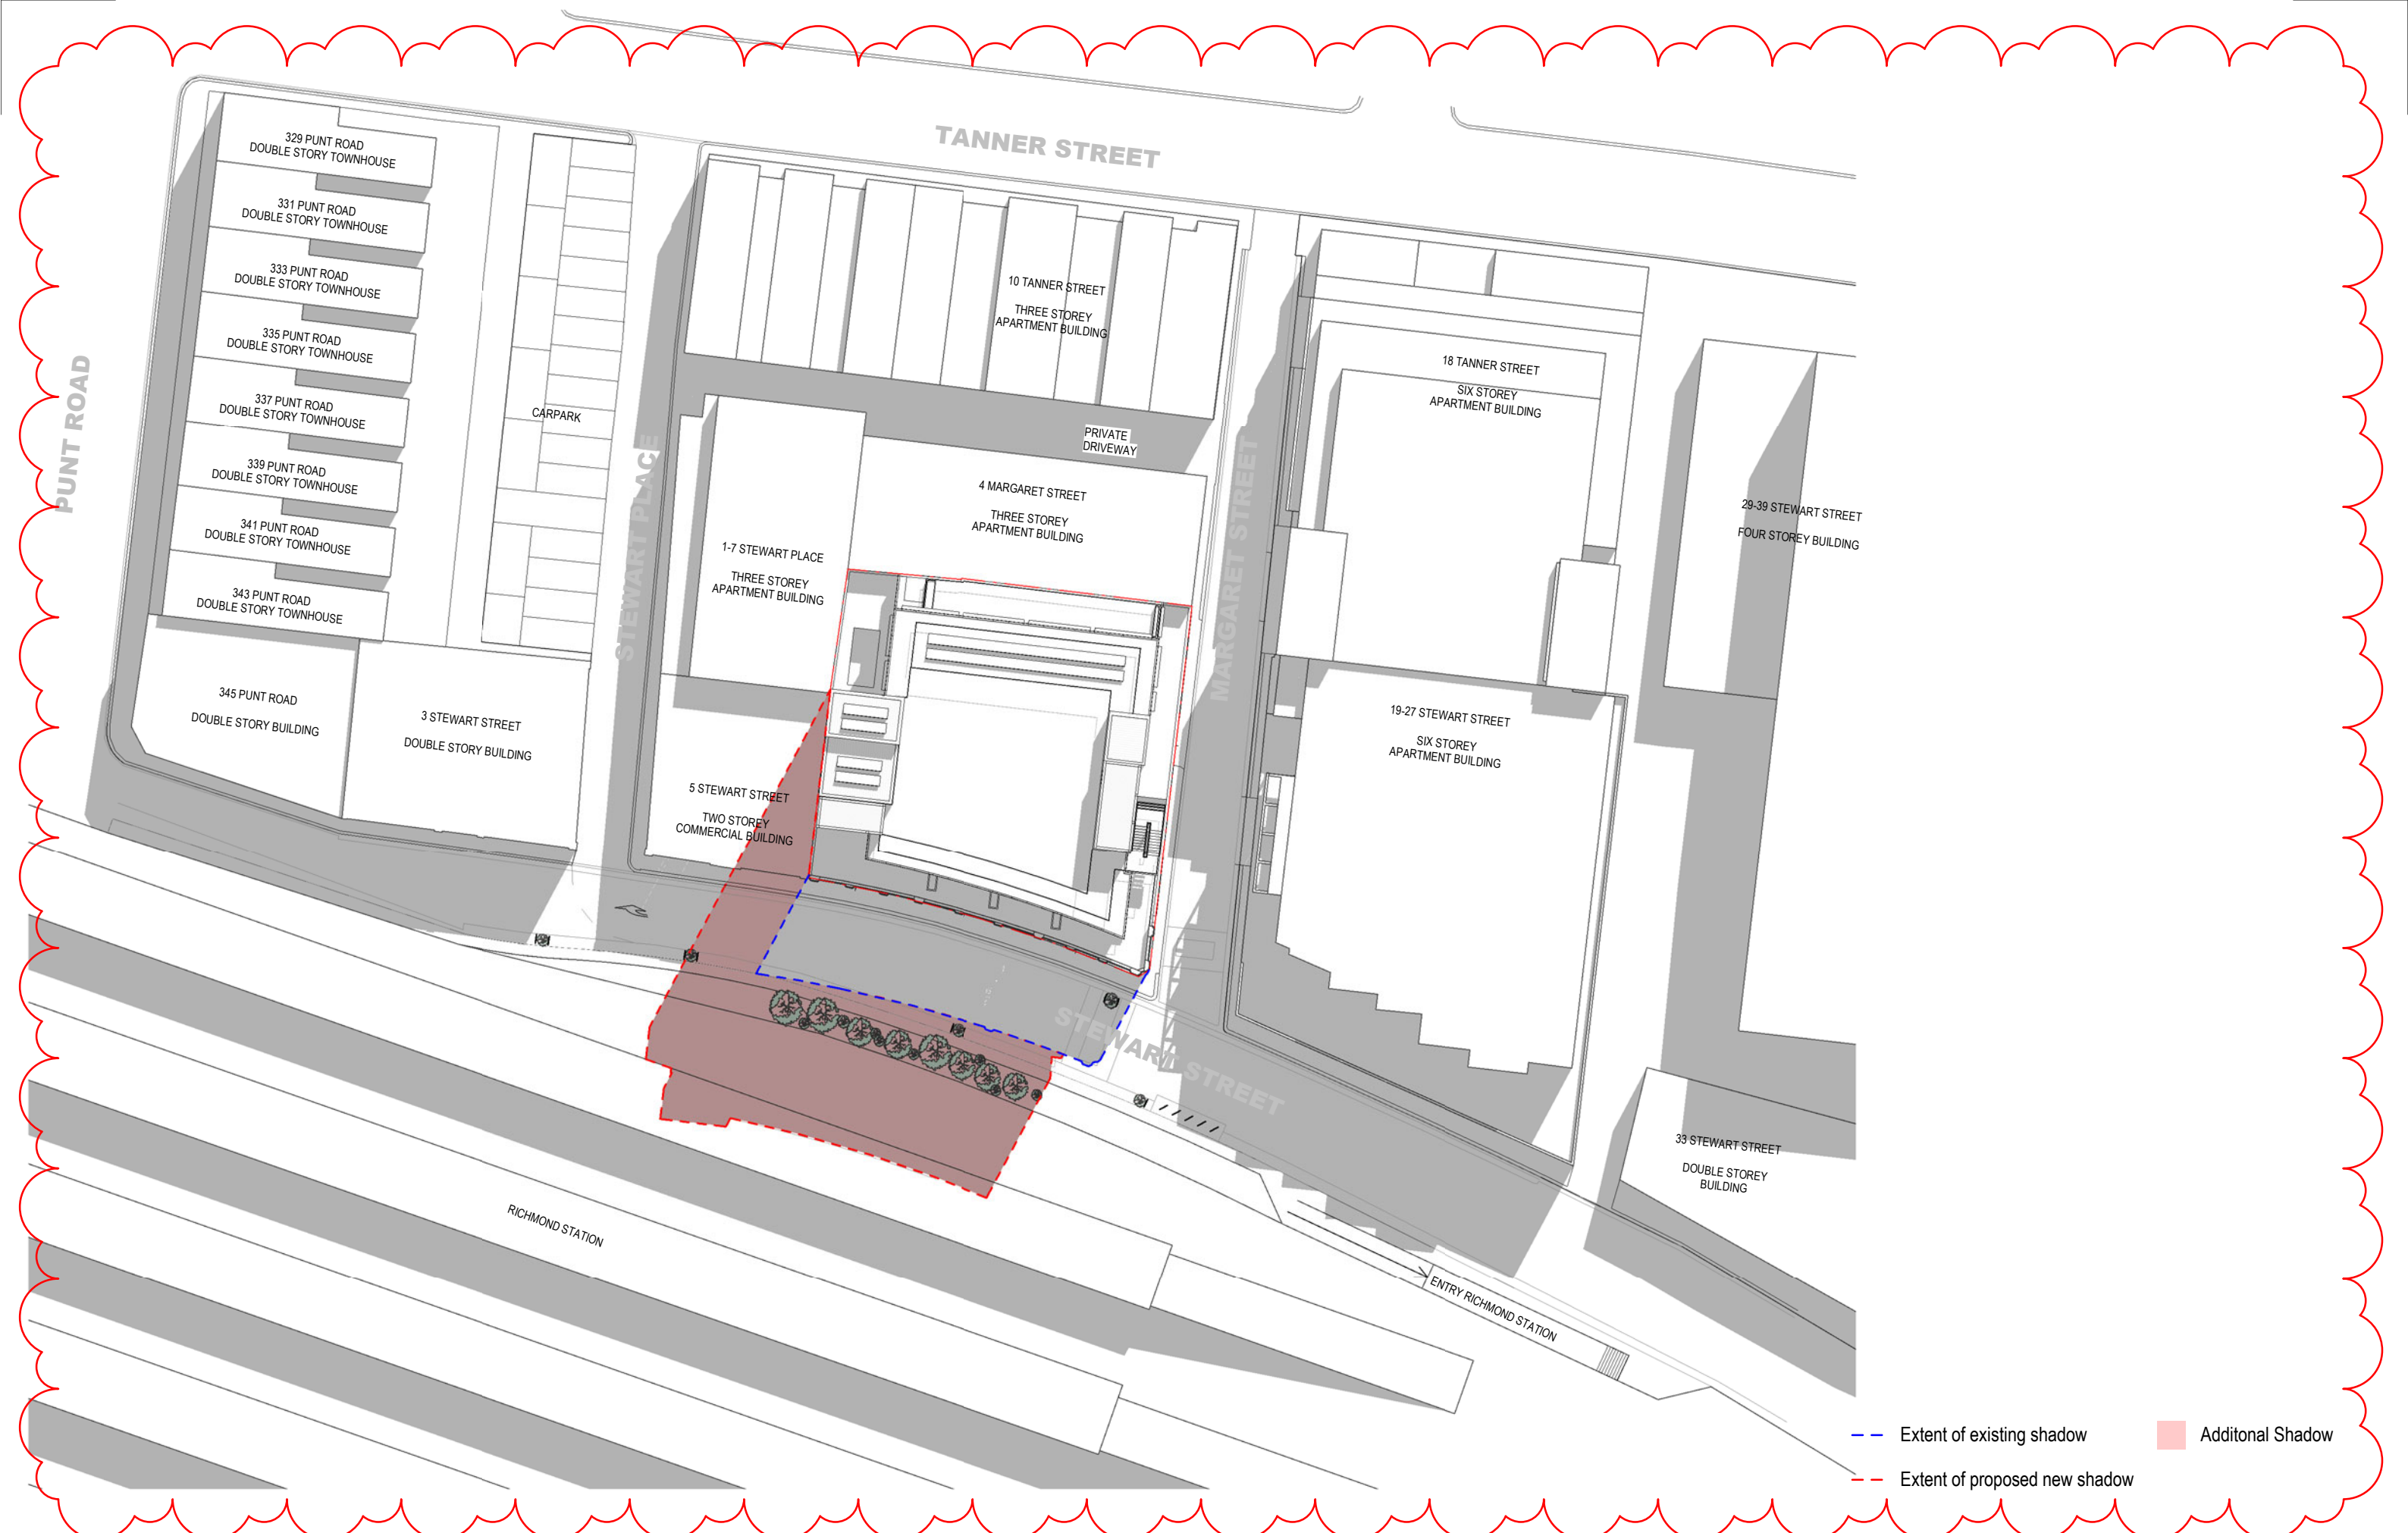 TANNER STREET
329 PUNT ROAD
DOUBLE STORY TOWNHOUSE
331 PUNT ROAD
DOUBLE STORY TOWNHOUSE
333 PUNT ROAD
DOUBLE STORY TOWNHOUSE
335 PUNT ROAD
DOUBLE STORY TOWNHOUSE
337 PUNT ROAD
DOUBLE STORY TOWNHOUSE
339 PUNT ROAD
DOUBLE STORY TOWNHOUSE
341 PUNT ROAD
DOUBLE STORY TOWNHOUSE
343 PUNT ROAD
DOUBLE STORY TOWNHOUSE
PUNT ROAD
CARPARK
STEWART PLACE
10 TANNER STREET
THREE STOREY
APARTMENT BUILDING
PRIVATE
DRIVEWAY
4 MARGARET STREET
THREE STOREY
APARTMENT BUILDING
1-7 STEWART PLACE
THREE STOREY
APARTMENT BUILDING
MARGARET STREET
18 TANNER STREET
SIX STOREY
APARTMENT BUILDING
29-39 STEWART STREET
FOUR STOREY BUILDING
345 PUNT ROAD
DOUBLE STORY BUILDING
3 STEWART STREET
DOUBLE STORY BUILDING
5 STEWART STREET
TWO STOREY
COMMERCIAL BUILDING
19-27 STEWART STREET
SIX STOREY
APARTMENT BUILDING
STEWART STREET
33 STEWART STREET
DOUBLE STOREY
BUILDING
RICHMOND STATION
ENTRY RICHMOND STATION
Extent of existing shadow
Additonal Shadow
Extent of proposed new shadow